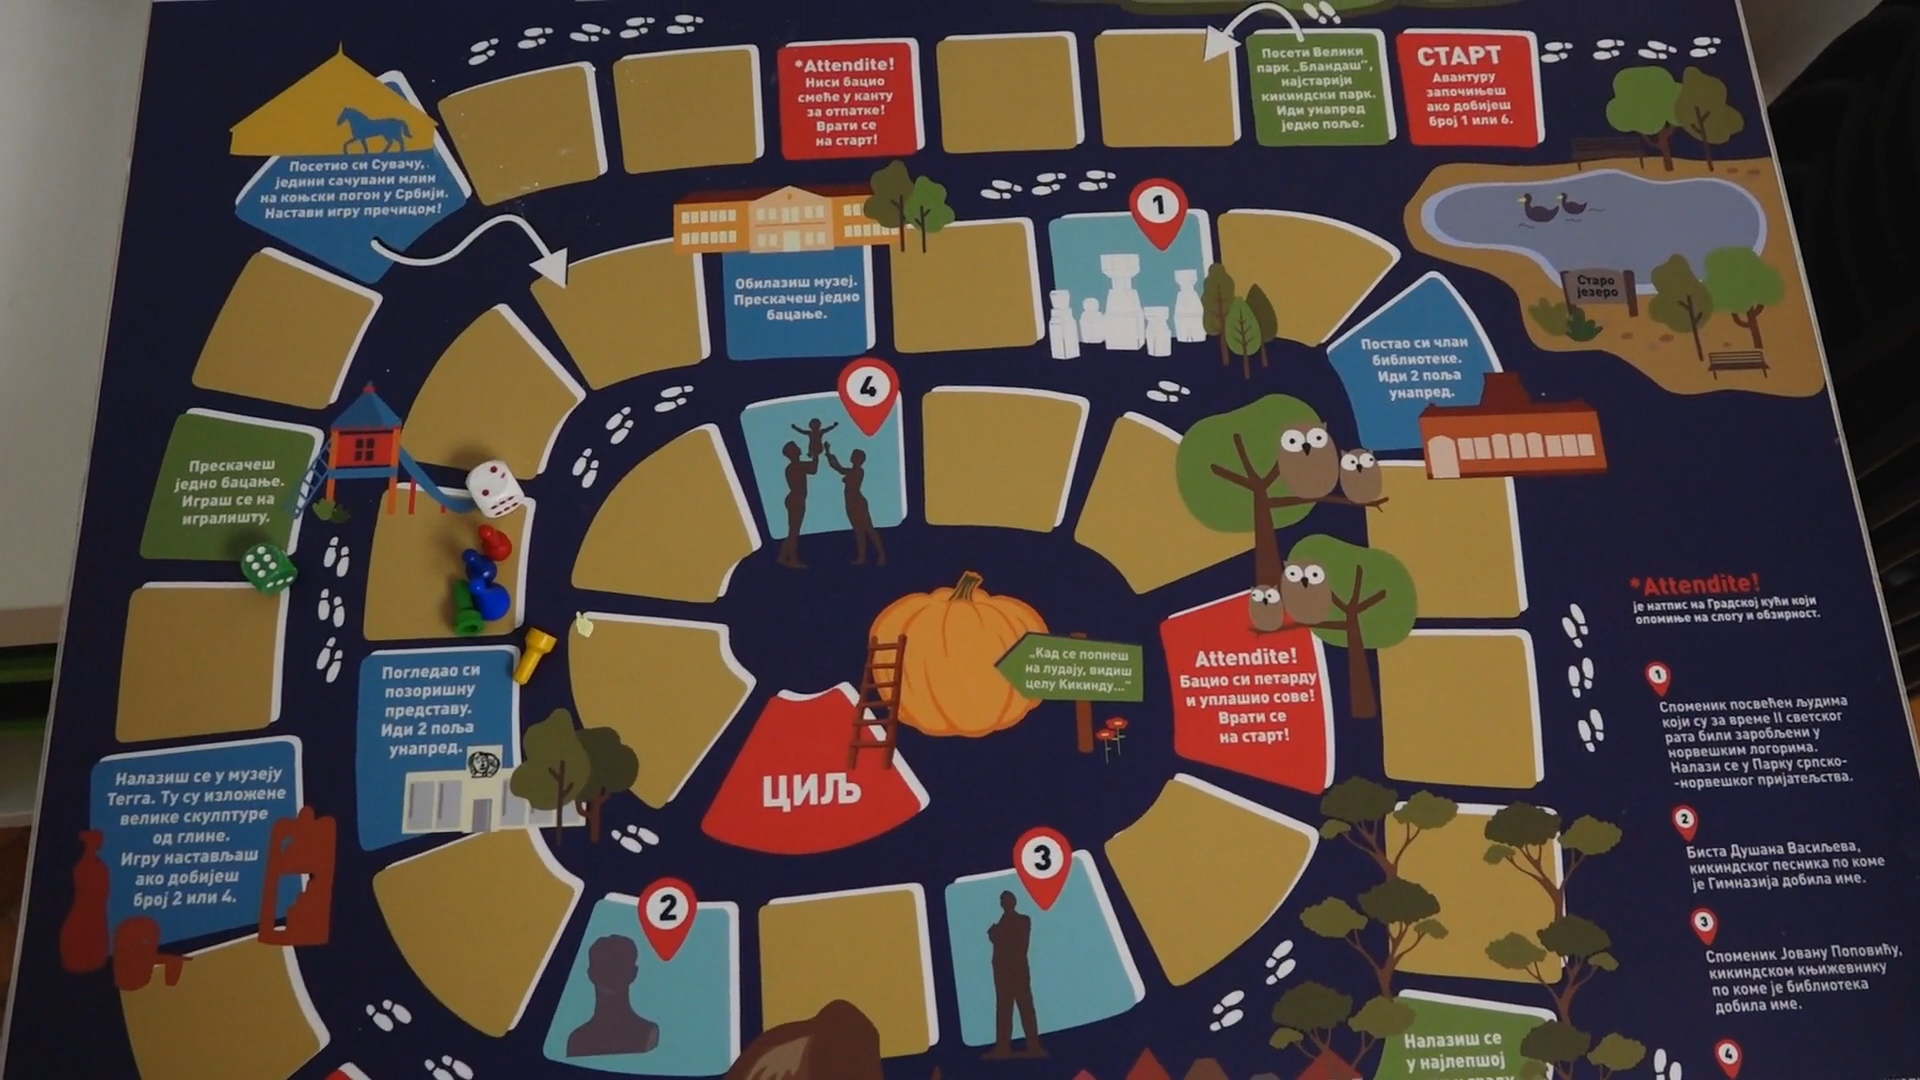 *Attendite!
Ниси бацио
смеће у канту
за отпатке!
Врати се
на старт!
Посети Велики
парк „Бландаш“,
најстарији
кикиндски парк.
Иди унапред
једно поље.
СТАРТ
Авантуру
започињеш
ако добијеш
број 1 или 6.
Посетио си Сувачу,
једини сачувани млин
на коњски погон у Србији.
Настави игру пречицом!
1
Обилазиш музеј.
Прескачеш једно
бацање.
Старо
језеро
Постао си члан
библиотеке.
Иди 2 поља
унапред.
4
Прескачеш
једно бацање.
Играш се на
игралишту.
Погледао си
позоришну
представу.
Иди 2 поља
унапред.
„Кад се попнеш
на лудају, видиш
целу Кикинду...“
Attendite!
Бацио си петарду
и уплашио сове!
Врати се
на старт!
ЦИЉ
Налазиш се у музеју
Terra. Ту су изложене
велике скулптуре
од глине.
Игру настављаш
ако добијеш
број 2 или 4.
2
3
Налазиш се
у најлепшој
*Attendite!
је натпис на Градској кући који
опомиње на слогу и обзирност.
1
Споменик посвећен људима
који су за време II светског
рата били заробљени у
норвешким логорима.
Налази се у Парку српско-
-норвешког пријатељства.
2
Биста Душана Васиљева,
кикиндског песника по коме
је Гимназија добила име.
3
Споменик Јовану Поповићу,
кикиндском књижевнику
по коме је библиотека
добила име.
4